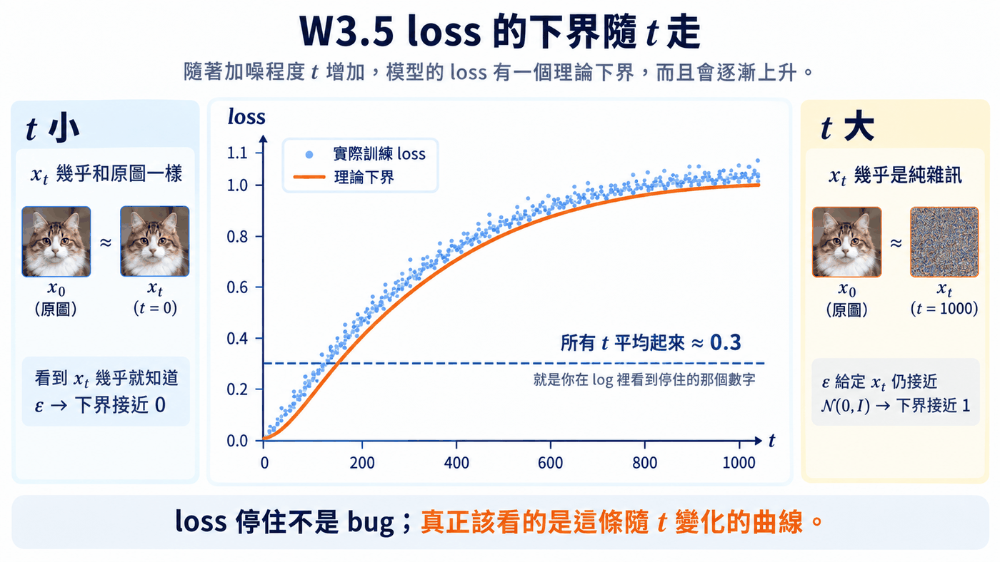 W3.5 loss 的下界隨 t 走
隨著加噪程度 t 增加，模型的 loss 有一個理論下界，而且會逐漸上升。
t 小
x_t 幾乎和原圖一樣
≈
x_0
(原圖)
x_t
(t = 0)
看到 x_t 幾乎就知道
ε → 下界接近 0
loss
實際訓練 loss
理論下界
1.1
1.0
0.8
0.6
0.4
0.2
0.0
所有 t 平均起來 ≈ 0.3
就是你在 log 裡看到停住的那個數字
t
0 200 400 600 800 1000
t 大
x_t 幾乎是純雜訊
≈
x_0
(原圖)
x_t
(t = 1000)
ε 給定 x_t 仍接近
𝒩(0, I) → 下界接近 1
loss 停住不是 bug；真正該看的是這條隨 t 變化的曲線。